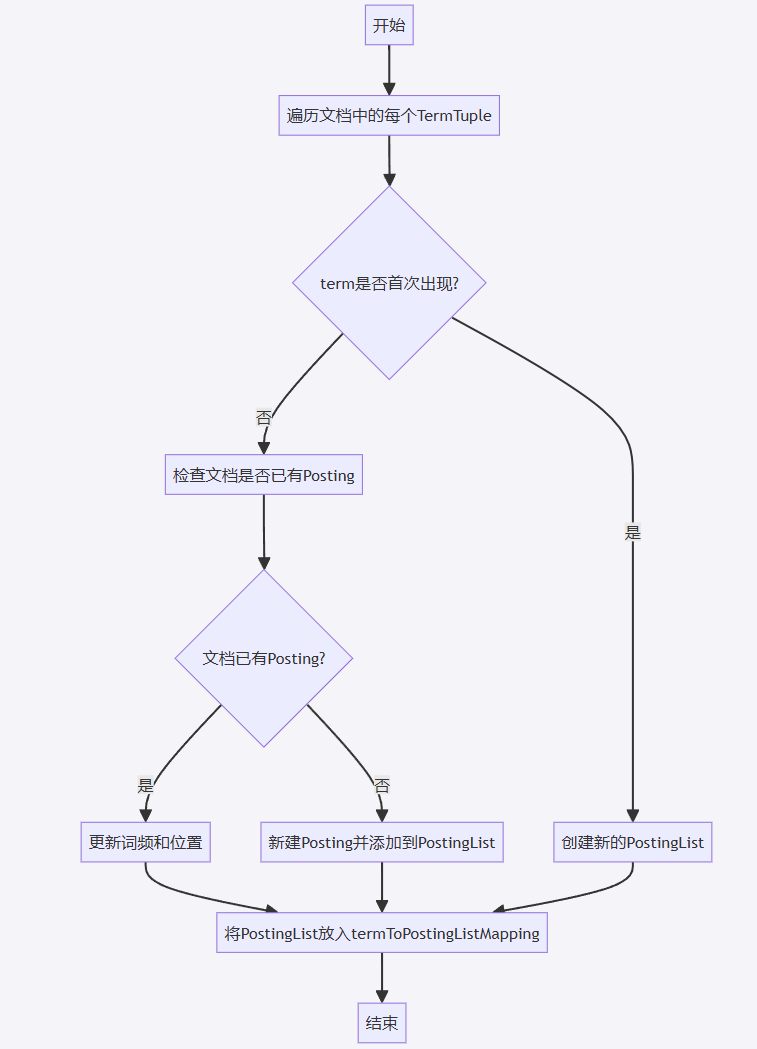 开始
遍历文档中的每个TermTuple
term是否首次出现?
否
检查文档是否已有Posting
是
文档已有Posting?
是
否
更新词频和位置
新建Posting并添加到PostingList
创建新的PostingList
将PostingList放入termToPostingListMapping
结束